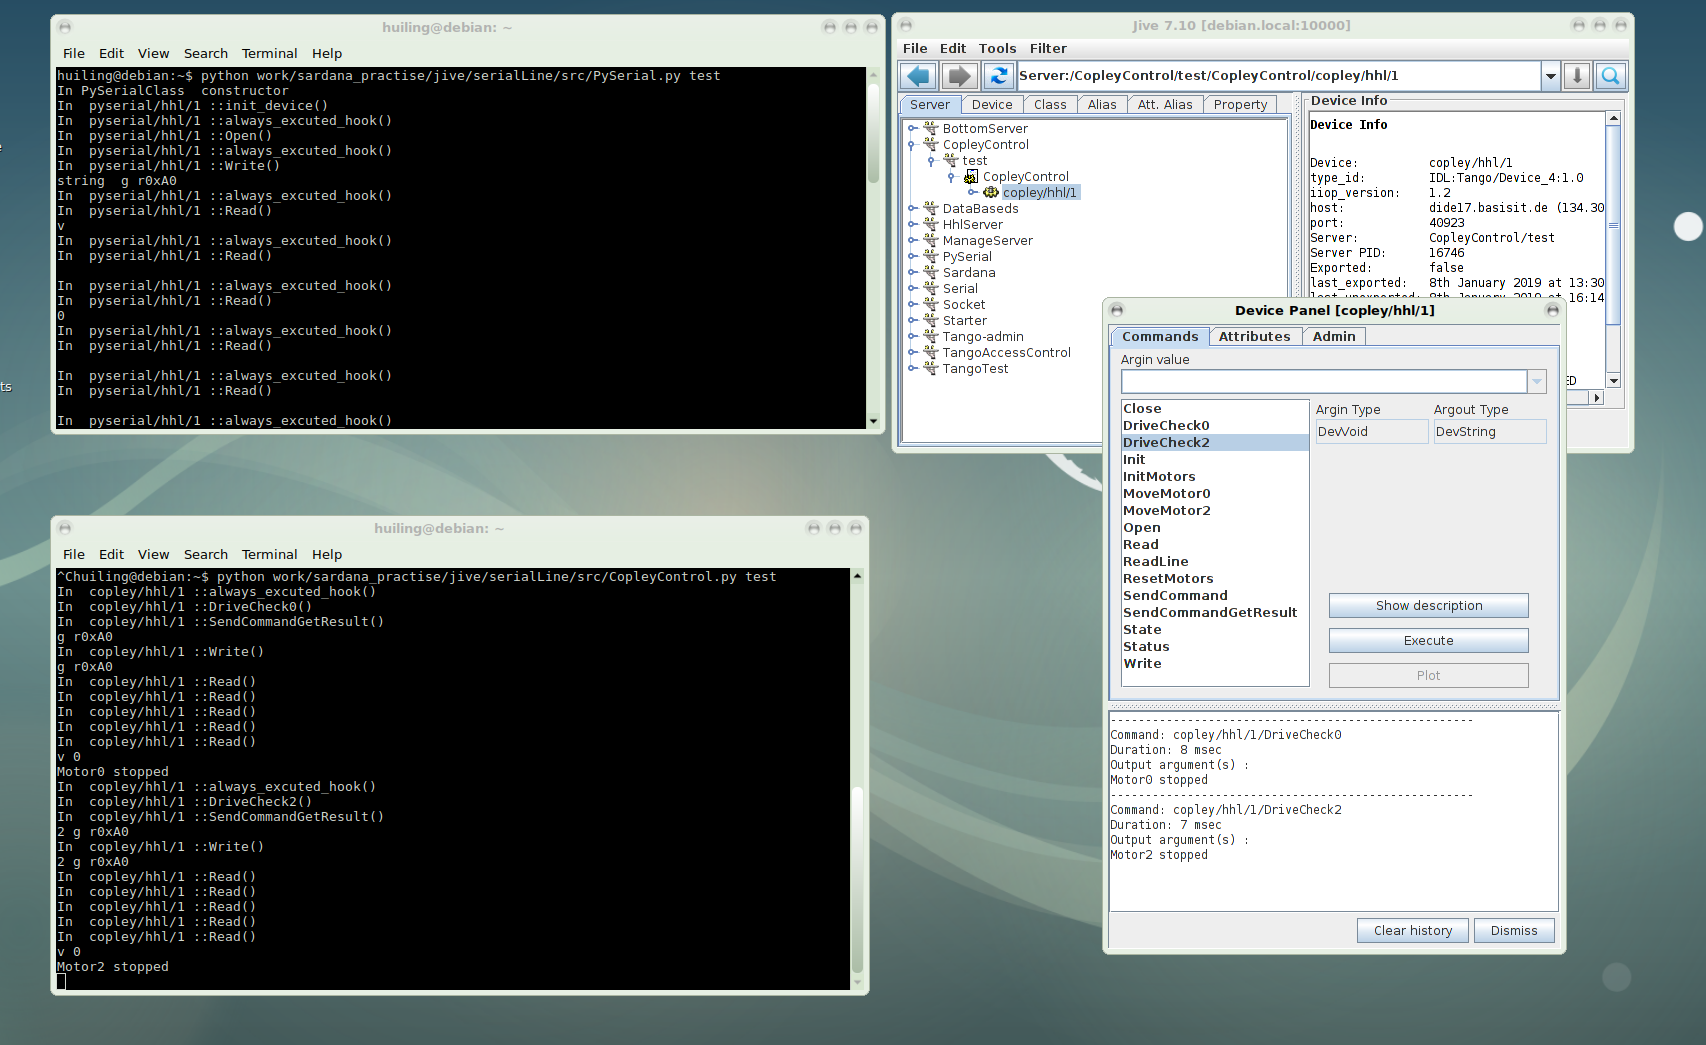 huiling@debian: ~
File Edit View Search Terminal Help
huiling@debian:~$ python work/sardana_practise/jive/serialLine/src/PySerial.py test
In PySerialClass  constructor
In  pyserial/hhl/1 ::init_device()
In  pyserial/hhl/1 ::always_excuted_hook()
In  pyserial/hhl/1 ::Open()
In  pyserial/hhl/1 ::always_excuted_hook()
In  pyserial/hhl/1 ::Write()
string  g r0xA0
In  pyserial/hhl/1 ::always_excuted_hook()
In  pyserial/hhl/1 ::Read()
v
In  pyserial/hhl/1 ::always_excuted_hook()
In  pyserial/hhl/1 ::Read()
In  pyserial/hhl/1 ::always_excuted_hook()
In  pyserial/hhl/1 ::Read()
0
In  pyserial/hhl/1 ::always_excuted_hook()
In  pyserial/hhl/1 ::Read()
In  pyserial/hhl/1 ::always_excuted_hook()
In  pyserial/hhl/1 ::Read()
In  pyserial/hhl/1 ::always_excuted_hook()
ts
huiling@debian: ~
File Edit View Search Terminal Help
^Chuiling@debian:~$ python work/sardana_practise/jive/serialLine/src/CopleyControl.py test
In  copley/hhl/1 ::always_excuted_hook()
In  copley/hhl/1 ::DriveCheck0()
In  copley/hhl/1 ::SendCommandGetResult()
g r0xA0
In  copley/hhl/1 ::Write()
g r0xA0
In  copley/hhl/1 ::Read()
In  copley/hhl/1 ::Read()
In  copley/hhl/1 ::Read()
In  copley/hhl/1 ::Read()
In  copley/hhl/1 ::Read()
v 0
Motor0 stopped
In  copley/hhl/1 ::always_excuted_hook()
In  copley/hhl/1 ::DriveCheck2()
In  copley/hhl/1 ::SendCommandGetResult()
2 g r0xA0
In  copley/hhl/1 ::Write()
2 g r0xA0
In  copley/hhl/1 ::Read()
In  copley/hhl/1 ::Read()
In  copley/hhl/1 ::Read()
In  copley/hhl/1 ::Read()
In  copley/hhl/1 ::Read()
v 0
Motor2 stopped
Jive 7.10 [debian.local:10000]
File Edit Tools Filter
Server:/CopleyControl/test/CopleyControl/copley/hhl/1
Server Device Class Alias Att. Alias Property
BottomServer
CopleyControl
test
CopleyControl
copley/hhl/1
DataBaseds
HhlServer
ManageServer
PySerial
Sardana
Serial
Socket
Starter
Tango-admin
TangoAccessControl
TangoTest
Device Info
Device Info
Device: copley/hhl/1
type_id: IDL:Tango/Device_4:1.0
iiop_version: 1.2
host: dide17.basisit.de (134.30
port: 40923
Server: CopleyControl/test
Server PID: 16746
Exported: false
last_exported: 8th January 2019 at 13:30
last_unexported: 8th January 2019 at 16:14
ED
Device Panel [copley/hhl/1]
Commands Attributes Admin
Argin value
Close
DriveCheck0
DriveCheck2
Init
InitMotors
MoveMotor0
MoveMotor2
Open
Read
ReadLine
ResetMotors
SendCommand
SendCommandGetResult
State
Status
Write
Argin Type Argout Type
DevVoid DevString
Show description
Execute
Plot
----------------------------------------------------
Command: copley/hhl/1/DriveCheck0
Duration: 8 msec
Output argument(s) :
Motor0 stopped
----------------------------------------------------
Command: copley/hhl/1/DriveCheck2
Duration: 7 msec
Output argument(s) :
Motor2 stopped
Clear history Dismiss